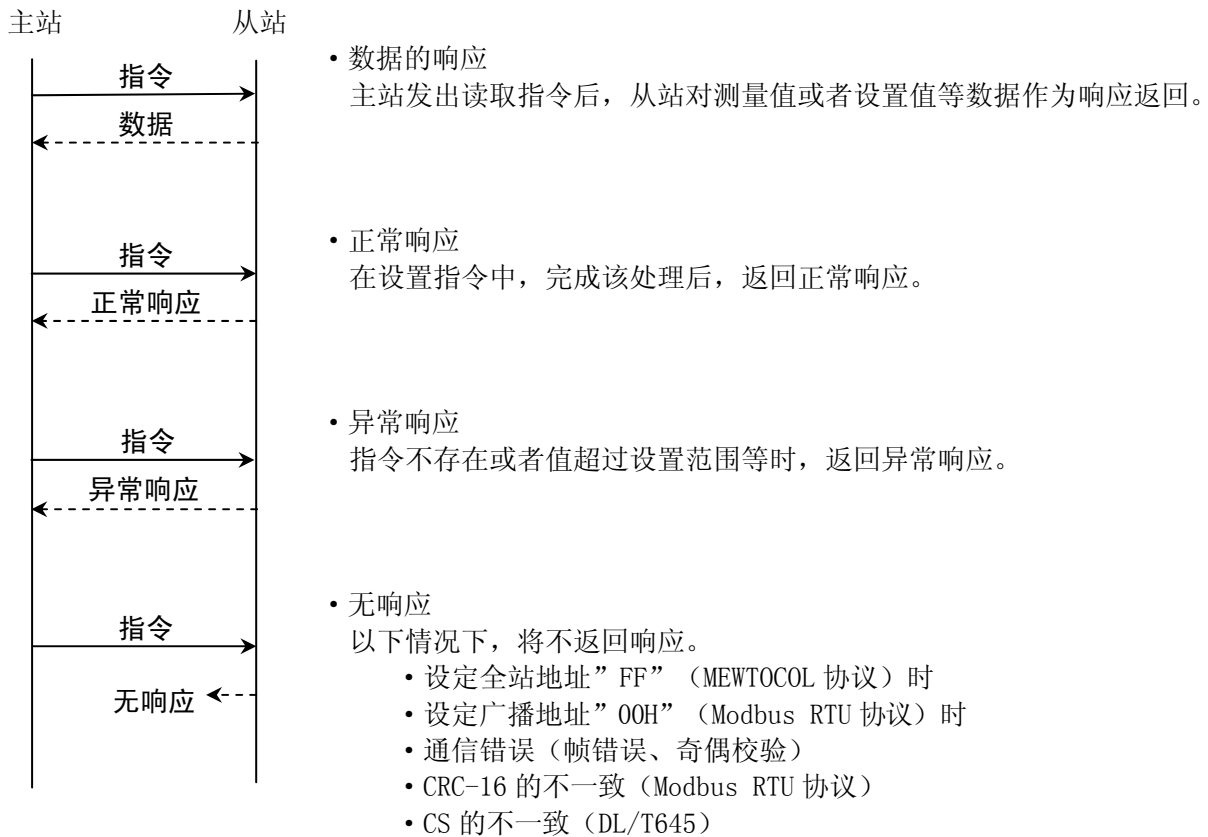 主站
从站
指令
数据
·数据的响应
主站发出读取指令后，从站对测量值或者设置值等数据作为响应返回。
指令
正常响应
·正常响应
在设置指令中，完成该处理后，返回正常响应。
指令
异常响应
·异常响应
指令不存在或者值超过设置范围等时，返回异常响应。
指令
无响应
·无响应
以下情况下，将不返回响应。
·设定全站地址”FF”（MEWTOCOL 协议）时
·设定广播地址”00H”（Modbus RTU 协议）时
·通信错误（帧错误、奇偶校验）
·CRC-16 的不一致（Modbus RTU 协议）
·CS 的不一致（DL/T645）